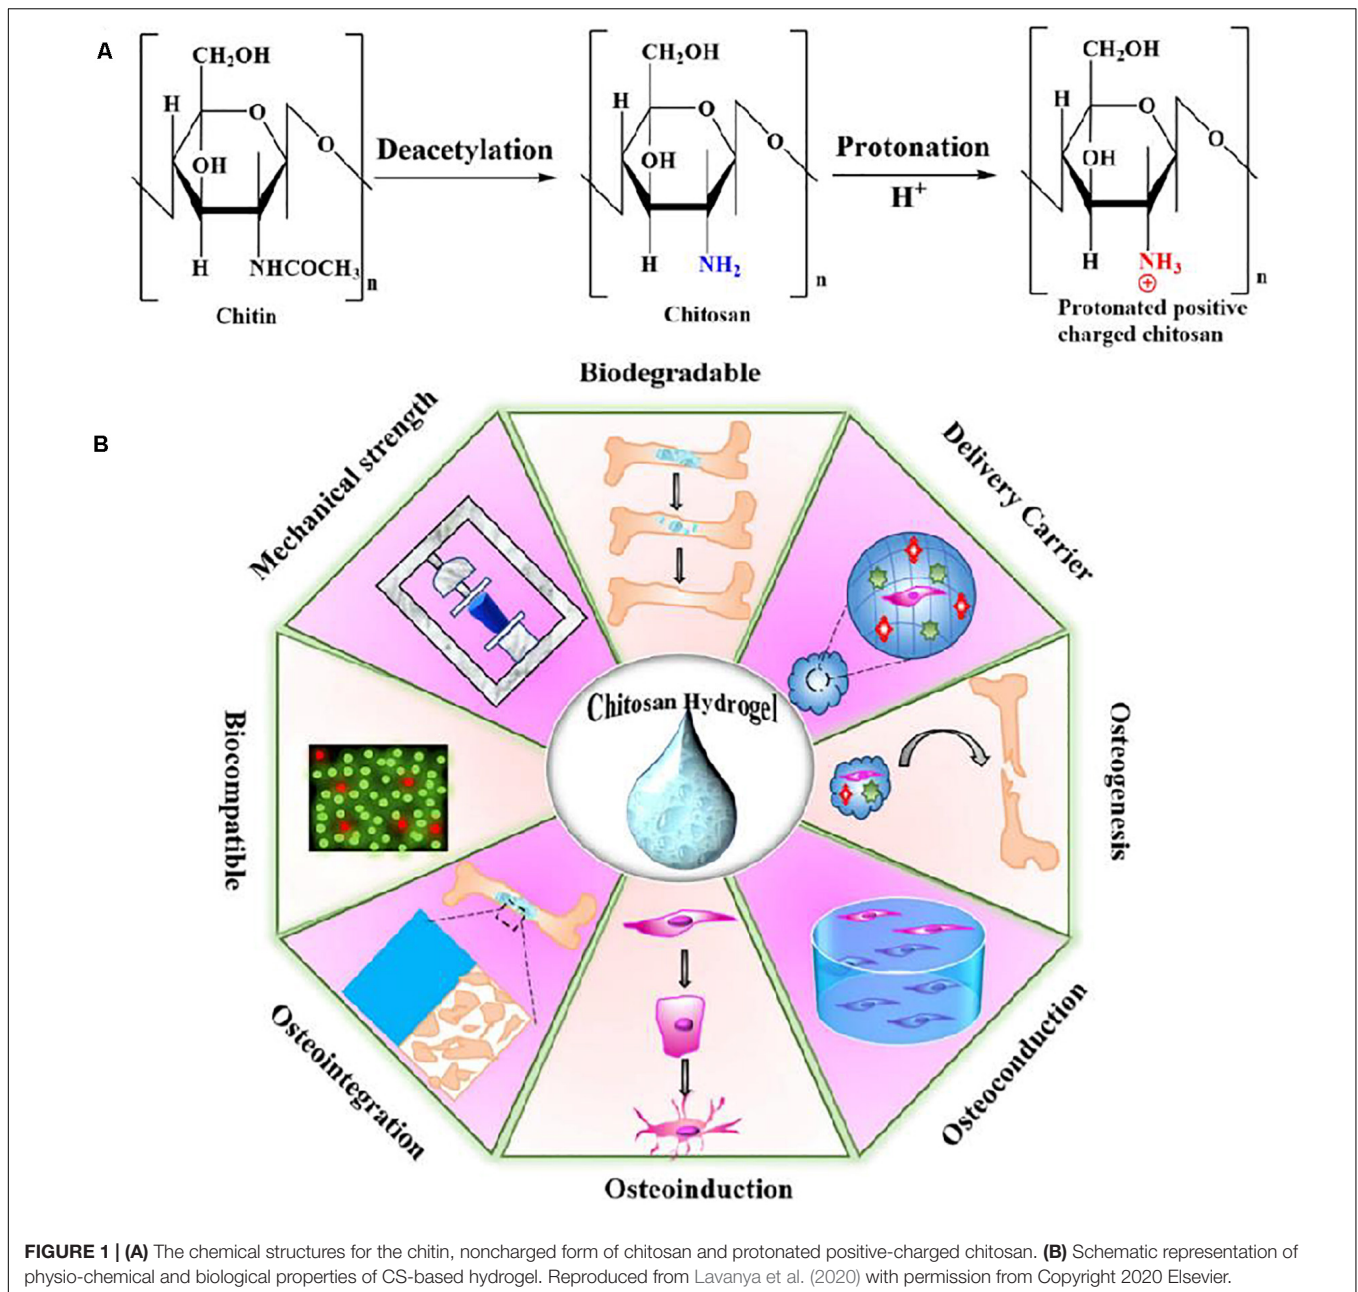 A
CH₂OH
H
O
OH
O
H
NHCOCH₃
n
Chitin
Deacetylation
CH₂OH
H
O
OH
O
H
NH₂
n
Chitosan
Protonation
H⁺
CH₂OH
H
O
OH
O
H
NH₃
+
n
Protonated positive
charged chitosan
B
Biodegradable
Delivery Carrier
Osteogenesis
Osteoconduction
Osteoinduction
Osteointegration
Biocompatible
Mechanical strength
Chitosan Hydrogel
FIGURE 1 | (A) The chemical structures for the chitin, noncharged form of chitosan and protonated positive-charged chitosan. (B) Schematic representation of
physio-chemical and biological properties of CS-based hydrogel. Reproduced from Lavanya et al. (2020) with permission from Copyright 2020 Elsevier.